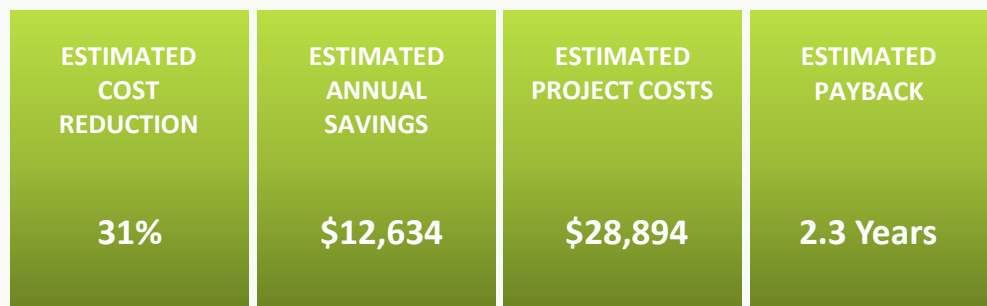 ESTIMATED
COST
REDUCTION
31%
ESTIMATED
ANNUAL
SAVINGS
$12,634
ESTIMATED
PROJECT COSTS
$28,894
ESTIMATED
PAYBACK
2.3 Years